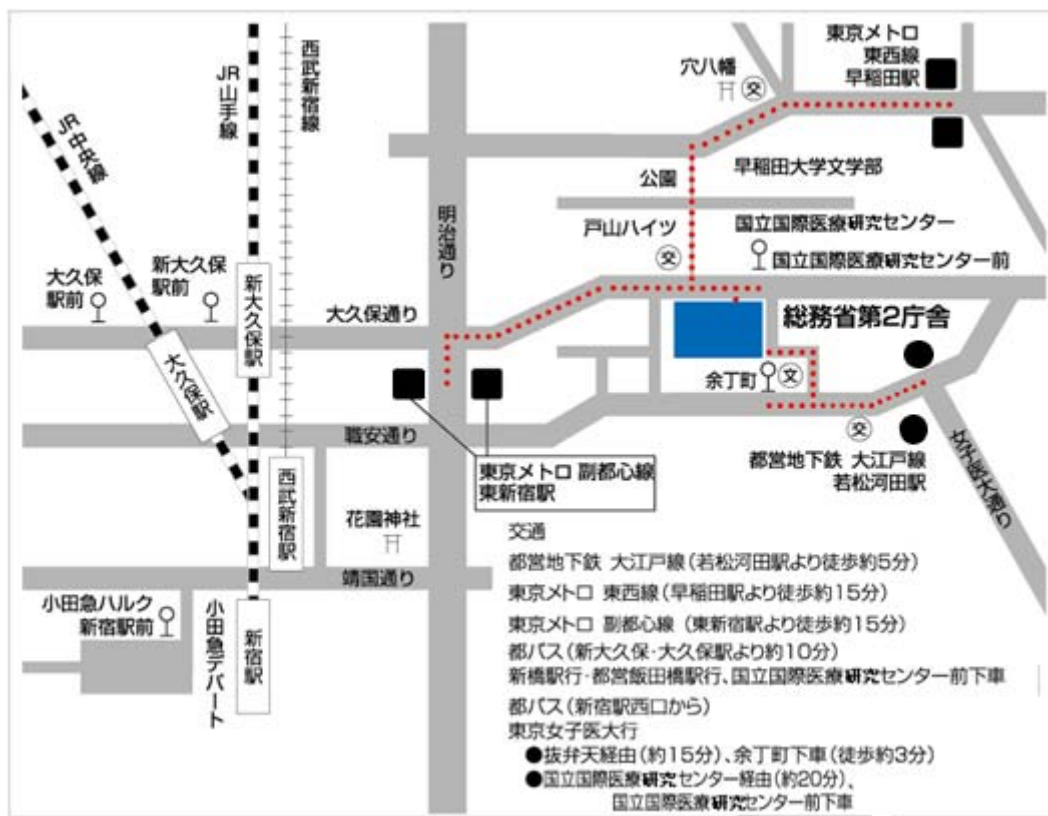 東京メトロ
東西線
早稲田駅
穴八幡
交
西武新宿線
JR山手線
JR中央線
早稲田大学文学部
公園
明治通り
戸山ハイツ
交
国立国際医療研究センター
国立国際医療研究センター前
大久保
駅前
新大久保
駅前
新大久保駅
大久保通り
総務省第2庁舎
大久保駅
余丁町
文
職安通り
交
都営地下鉄 大江戸線
若松河田駅
女子医大通り
東京メトロ 副都心線
東新宿駅
西武新宿駅
花園神社
靖国通り
小田急ハルク
新宿駅前
小田急デパート
新宿駅
交通
都営地下鉄 大江戸線(若松河田駅より徒歩約5分)
東京メトロ 東西線(早稲田駅より徒歩約15分)
東京メトロ 副都心線 (東新宿駅より徒歩約15分)
都バス(新大久保・大久保駅より約10分)
新橋駅行・都営飯田橋駅行、国立国際医療研究センター前下車
都バス(新宿駅西口から)
東京女子医大行
●抜弁天経由(約15分)、余丁町下車(徒歩約3分)
●国立国際医療研究センター経由(約20分)、
国立国際医療研究センター前下車